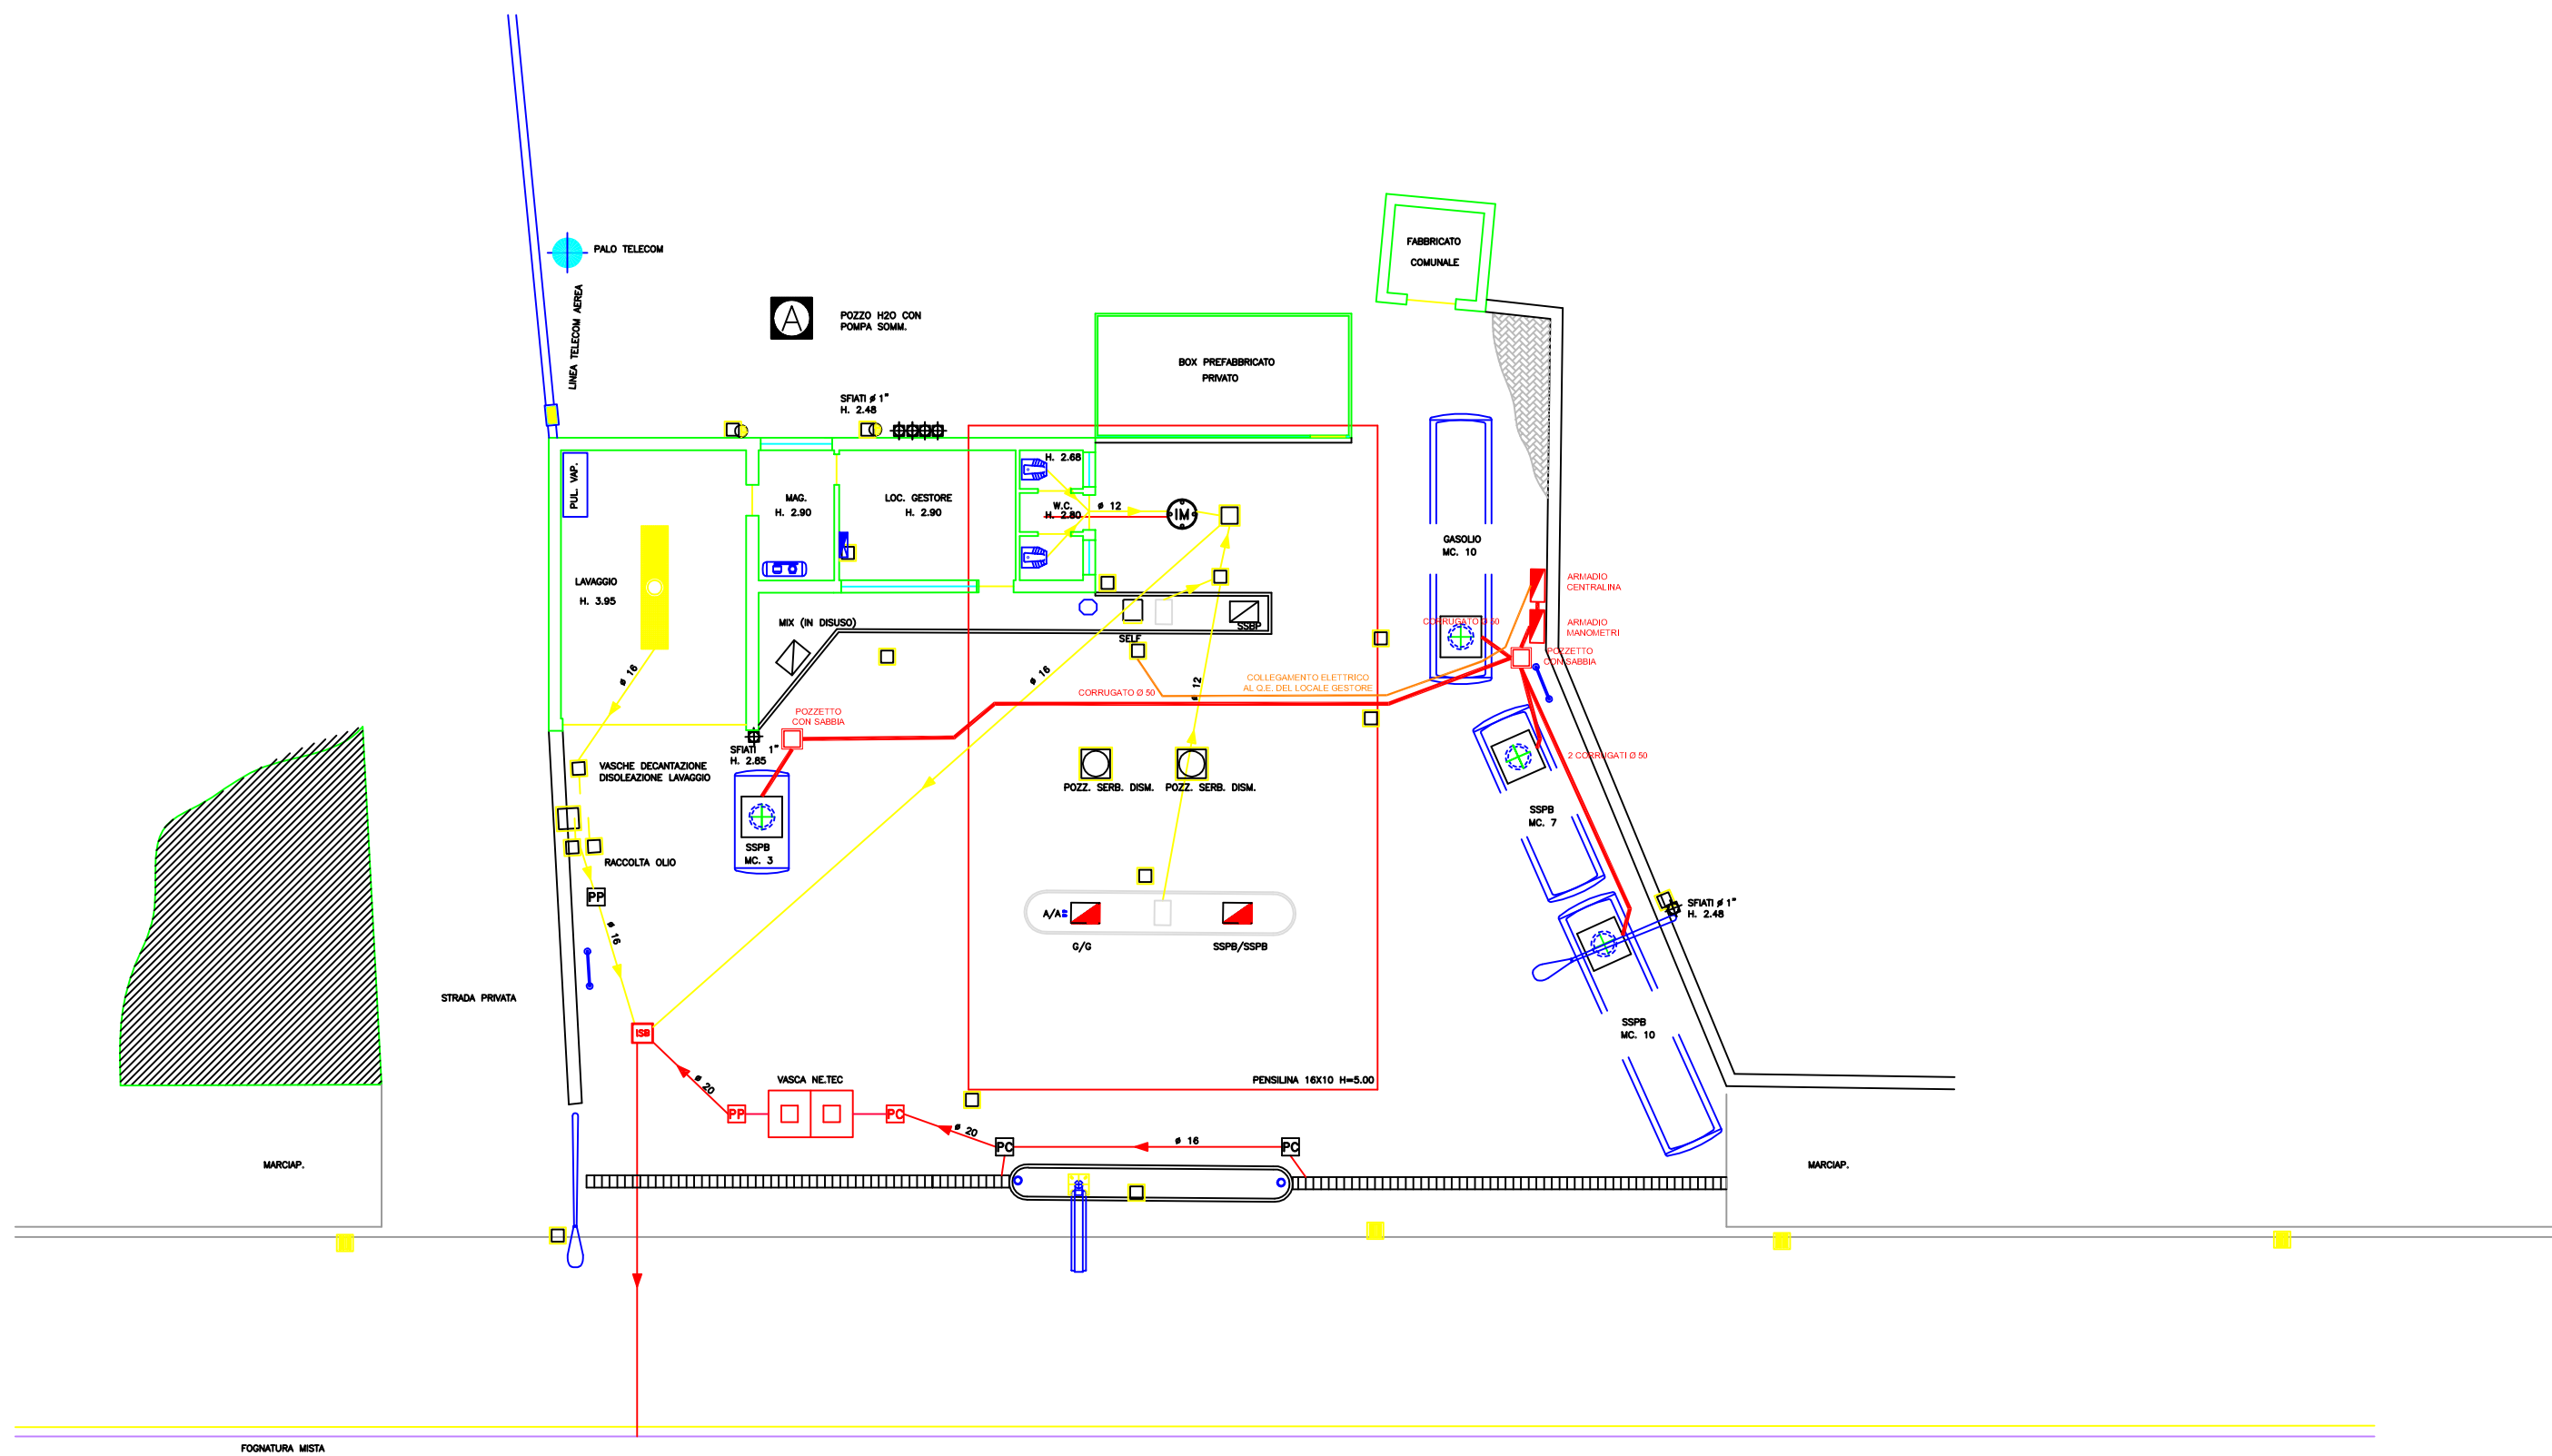 PALO TELECOM
LINEA TELECOM AEREA
A
POZZO H2O CON
POMPA SOMM.
FABBRICATO
COMUNALE
BOX PREFABBRICATO
PRIVATO
SFIATI ø 1"
H. 2.48
PUL. VAP.
H. 2.68
MAG.
H. 2.90
LOC. GESTORE
H. 2.90
W.C.
H. 2.80
ø 12
IM
GASOLIO
MC. 10
LAVAGGIO
H. 3.95
ARMADIO
CENTRALINA
MIX (IN DISUSO)
SSBP
SELF
CORRUGATO Ø 50
ARMADIO
MANOMETRI
POZZETTO
CON SABBIA
ø 16
ø 16
ø 12
COLLEGAMENTO ELETTRICO
AL Q.E. DEL LOCALE GESTORE
CORRUGATO Ø 50
POZZETTO
CON SABBIA
SFIATI 1"
H. 2.85
2 CORRUGATI Ø 50
VASCHE DECANTAZIONE
DISOLEAZIONE LAVAGGIO
POZZ. SERB. DISM.
POZZ. SERB. DISM.
SSPB
MC. 7
SSPB
MC. 3
RACCOLTA OLIO
PP
A/A
SFIATI ø 1"
H. 2.48
ø 16
G/G
SSPB/SSPB
STRADA PRIVATA
ISB
SSPB
MC. 10
VASCA NE.TEC
PENSILINA 16X10 H=5.00
ø 20
PP
PC
ø 20
PC
ø 16
PC
MARCIAP.
MARCIAP.
FOGNATURA MISTA